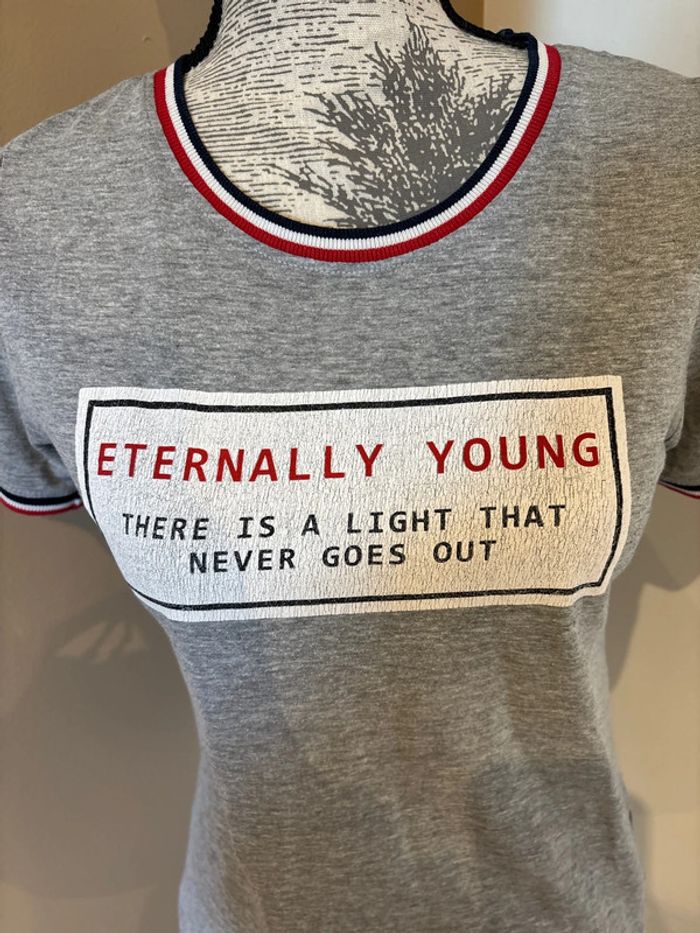 ETERNALLY YOUNG
THERE IS A LIGHT THAT
NEVER GOES OUT